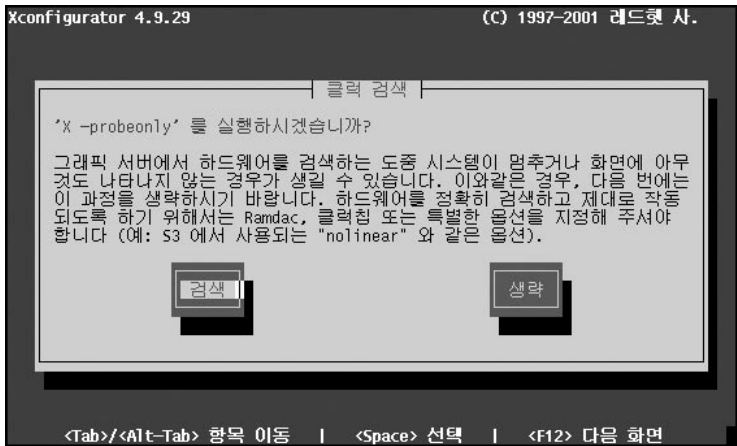 Xconfigurator 4.9.29 (C) 1997-2001 레드햇 사.
클럭 검색
'X -probeonly' 를 실행하시겠습니까?
그래픽 서버에서 하드웨어를 검색하는 도중 시스템이 멈추거나 화면에 아무
것도 나타나지 않는 경우가 생길 수 있습니다. 이와같은 경우, 다음 번에는
이 과정을 생략하시기 바랍니다. 하드웨어를 정확히 검색하고 제대로 작동
되도록 하기 위해서는 Ramdac, 클럭칩 또는 특별한 옵션을 지정해 주셔야
합니다 (예: S3 에서 사용되는 "nolinear" 와 같은 옵션).
검색 생략
<Tab>/<Alt-Tab> 항목 이동 | <Space> 선택 | <F12> 다음 화면